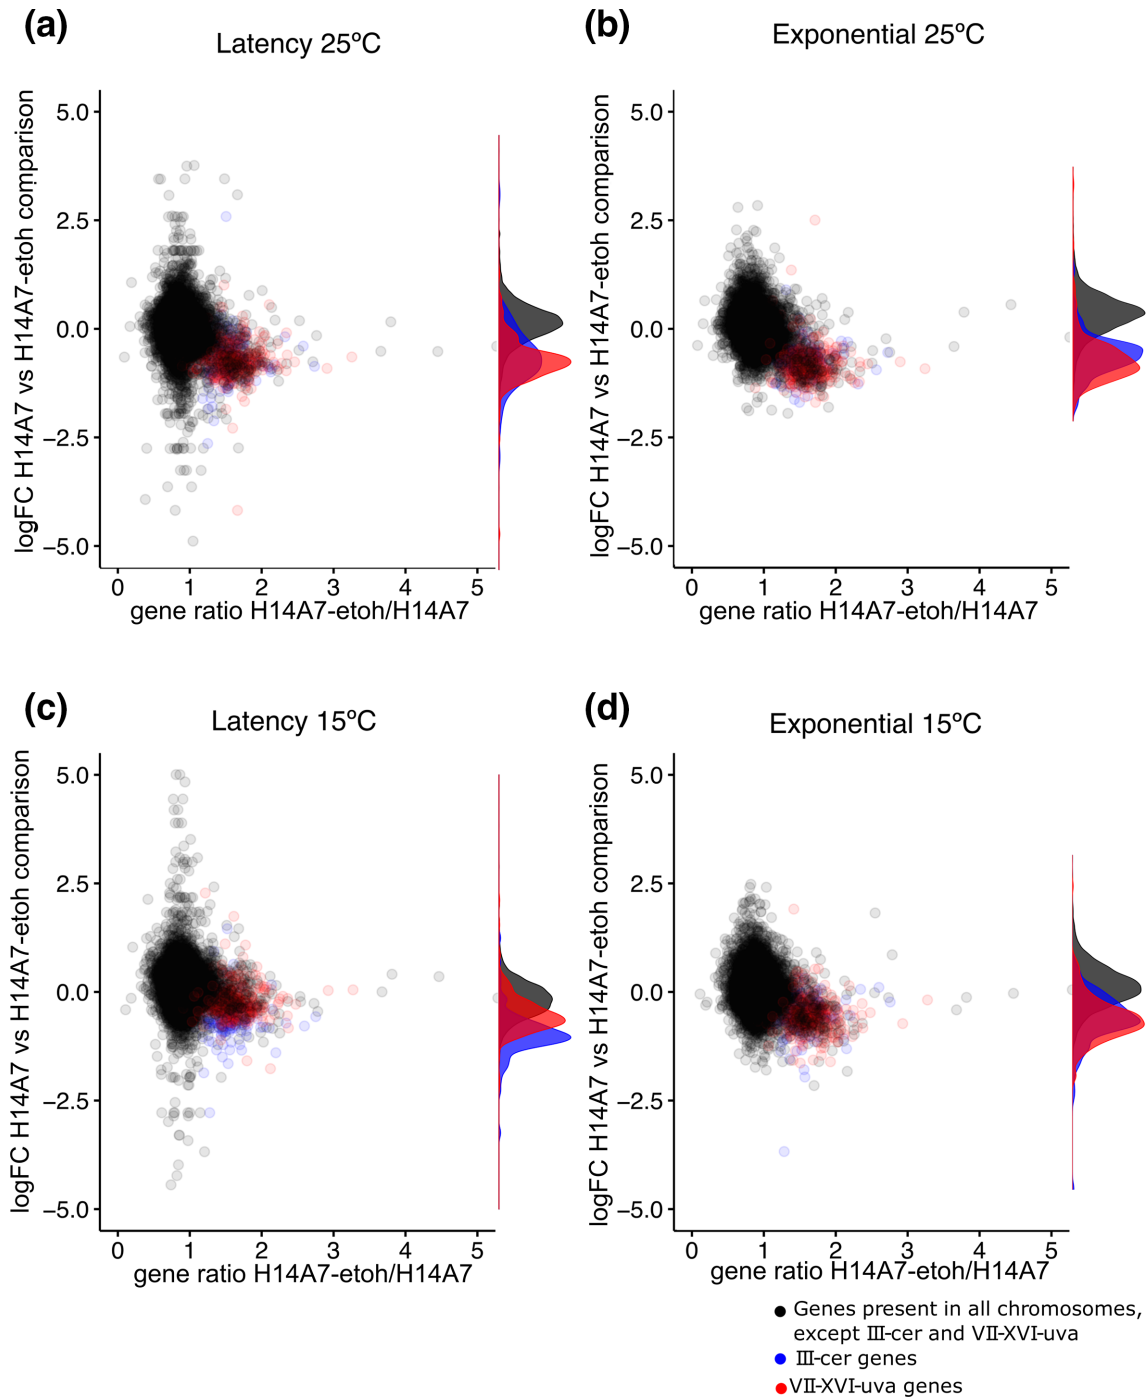 (a)
Latency 25ºC
logFC H14A7 vs H14A7-etoh comparison
5.0
2.5
0.0
−2.5
−5.0
0 1 2 3 4 5
gene ratio H14A7-etoh/H14A7
(b)
Exponential 25ºC
logFC H14A7 vs H14A7-etoh comparison
5.0
2.5
0.0
−2.5
−5.0
0 1 2 3 4 5
gene ratio H14A7-etoh/H14A7
(c)
Latency 15ºC
logFC H14A7 vs H14A7-etoh comparison
5.0
2.5
0.0
−2.5
−5.0
0 1 2 3 4 5
gene ratio H14A7-etoh/H14A7
(d)
Exponential 15ºC
logFC H14A7 vs H14A7-etoh comparison
5.0
2.5
0.0
−2.5
−5.0
0 1 2 3 4 5
gene ratio H14A7-etoh/H14A7
Genes present in all chromosomes,
except Ⅲ-cer and Ⅶ-ⅩⅥ-uva
Ⅲ-cer genes
Ⅶ-ⅩⅥ-uva genes